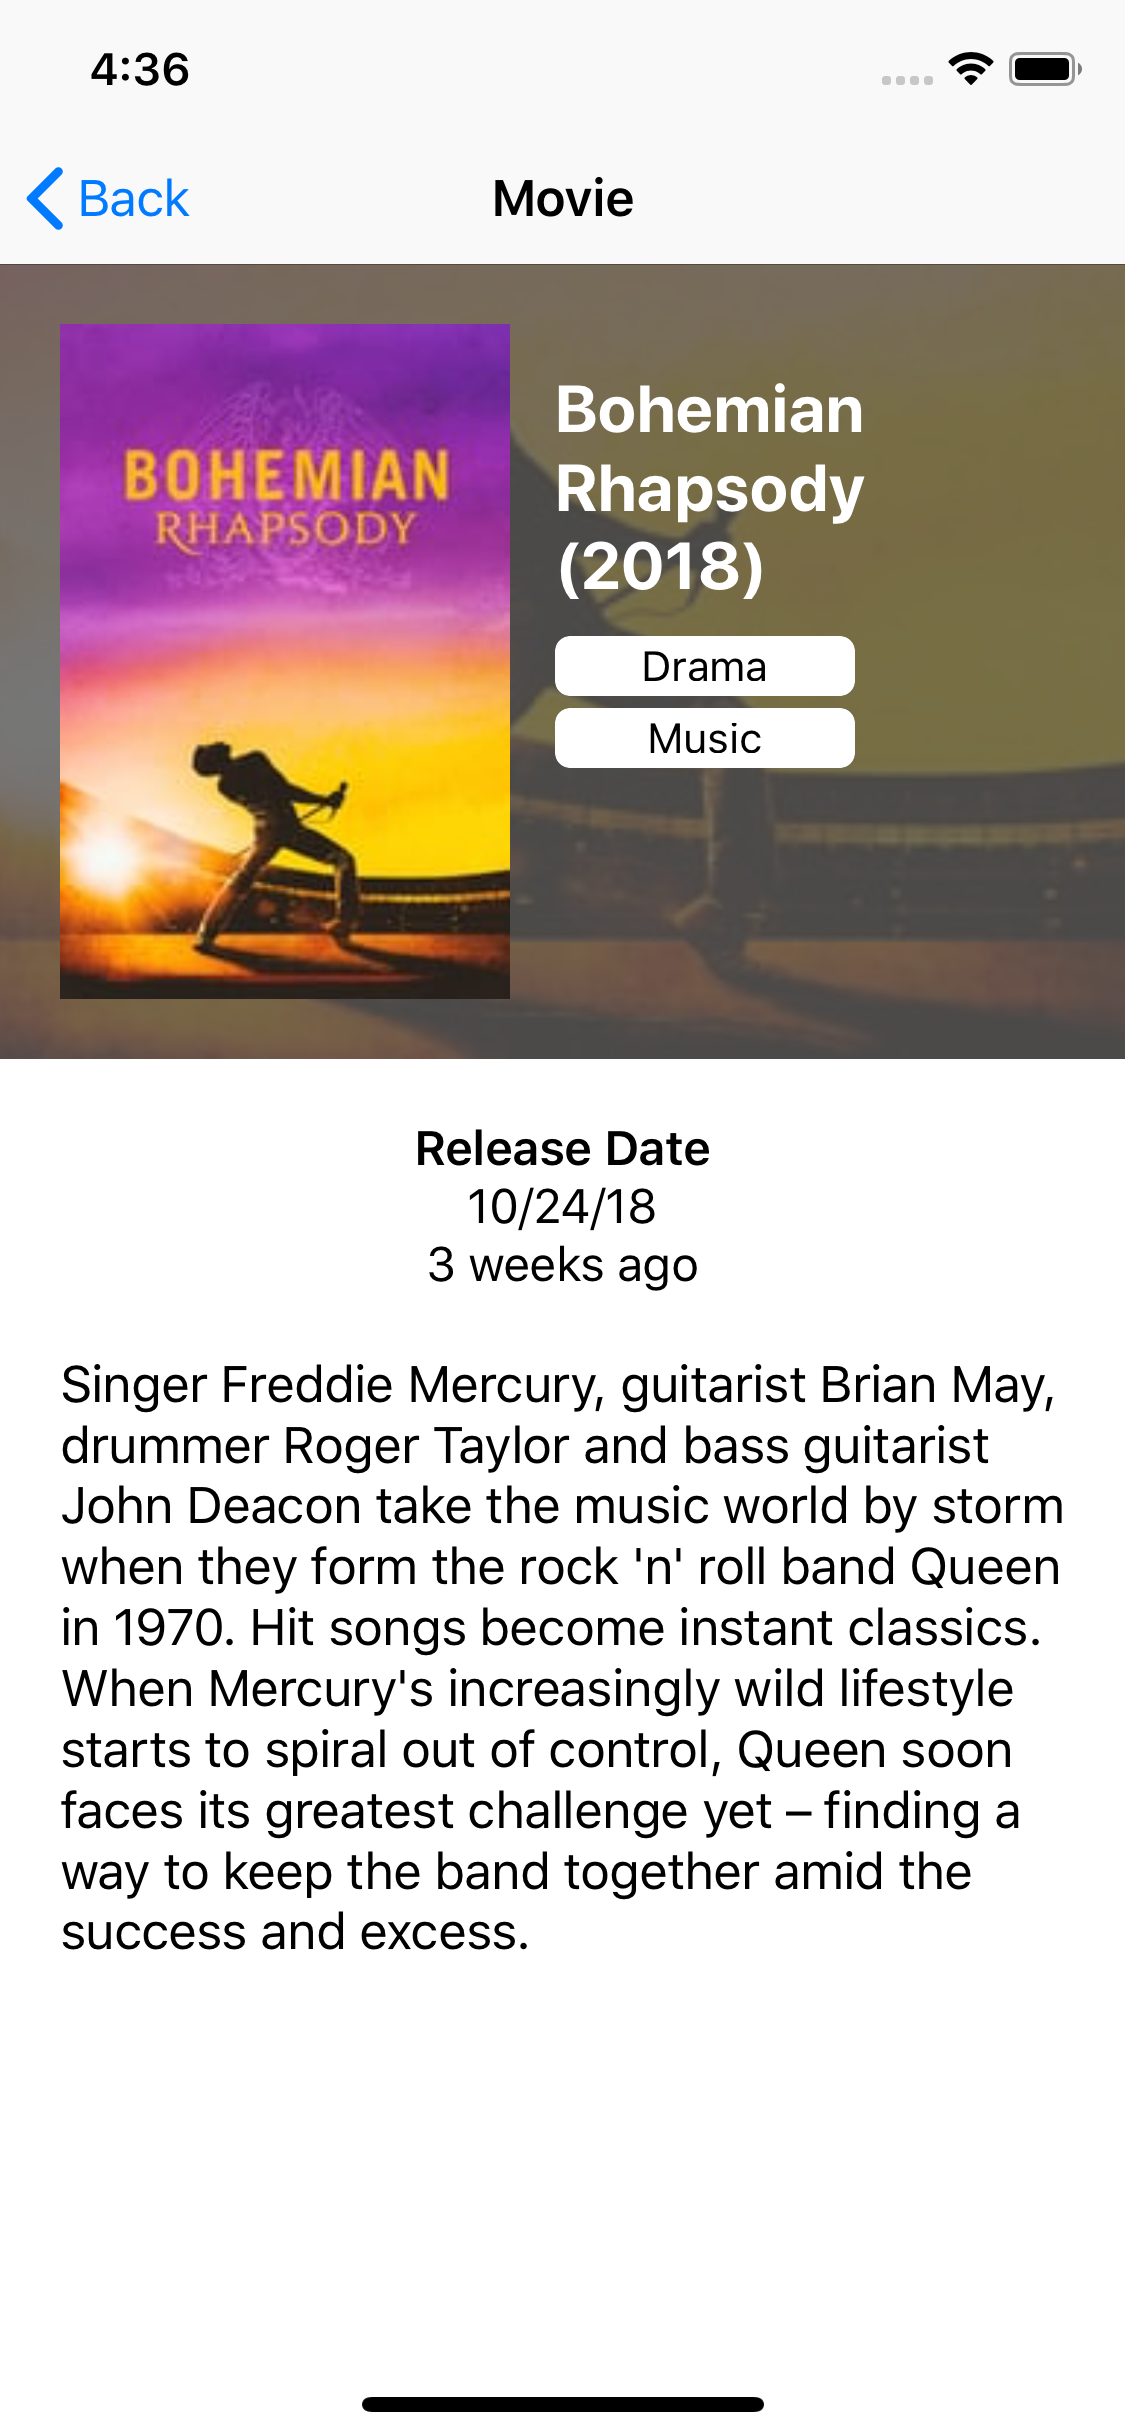 4:36
Back
Movie
BOHEMIAN
RHAPSODY
Bohemian
Rhapsody
(2018)
Drama
Music
Release Date
10/24/18
3 weeks ago
Singer Freddie Mercury, guitarist Brian May,
drummer Roger Taylor and bass guitarist
John Deacon take the music world by storm
when they form the rock 'n' roll band Queen
in 1970. Hit songs become instant classics.
When Mercury's increasingly wild lifestyle
starts to spiral out of control, Queen soon
faces its greatest challenge yet – finding a
way to keep the band together amid the
success and excess.